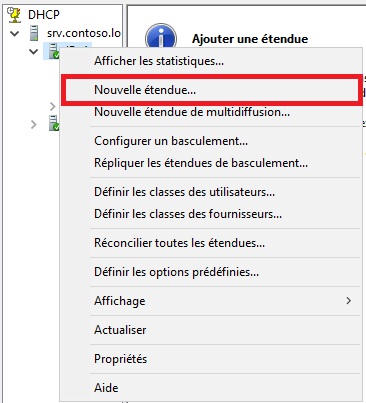 DHCP
srv.contoso.lo
Ajouter une étendue
Afficher les statistiques...
Nouvelle étendue...
Nouvelle étendue de multidiffusion...
Configurer un basculement...
Répliquer les étendues de basculement...
Définir les classes des utilisateurs...
Définir les classes des fournisseurs...
Réconcilier toutes les étendues...
Définir les options prédéfinies...
Affichage
Actualiser
Propriétés
Aide